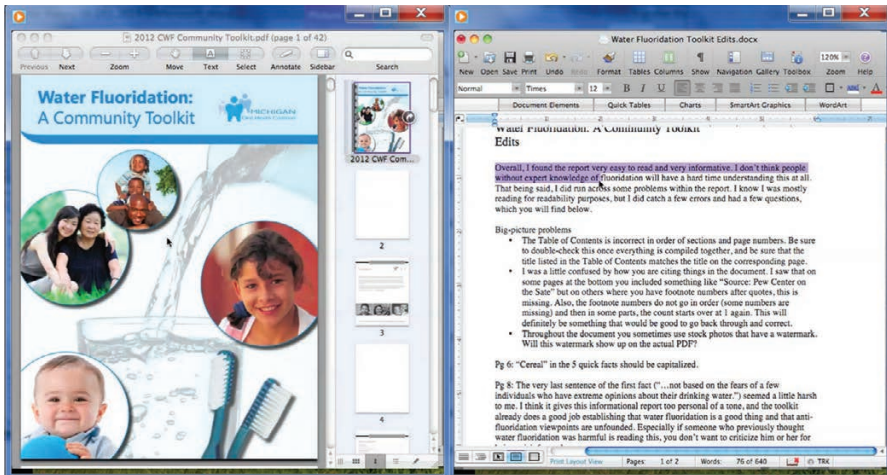 2012 CWF Community Toolkit.pdf (page 1 of 42)
Previous Next Zoom Move Text Select Annotate Sidebar Search
Water Fluoridation:
A Community Toolkit
MICHIGAN
2012 CWF Com...
2
3
4
Water Fluoridation Toolkit Edits.docx
120%
New Open Save Print Undo Redo Format Tables Columns Show Navigation Gallery Toolbox Zoom Help
Normal Times 12 B I U
Document Elements Quick Tables Charts SmartArt Graphics WordArt
Water Fluoridation: A Community Toolkit
Edits
Overall, I found the report very easy to read and very informative. I don't think people
without expert knowledge of fluoridation will have a hard time understanding this at all.
That being said, I did run across some problems within the report. I know I was mostly
reading for readability purposes, but I did catch a few errors and had a few questions,
which you will find below.
Big-picture problems
• The Table of Contents is incorrect in order of sections and page numbers. Be sure
to double-check this once everything is compiled together, and be sure that the
title listed in the Table of Contents matches the title on the corresponding page.
• I was a little confused by how you are citing things in the document. I saw that on
some pages at the bottom you included something like “Source: Pew Center on
the Sate” but on others where you have footnote numbers after quotes, this is
missing. Also, the footnote numbers do not go in order (some numbers are
missing) and then in some parts, the count starts over at 1 again. This will
definitely be something that would be good to go back through and correct.
• Throughout the document you sometimes use stock photos that have a watermark.
Will this watermark show up on the actual PDF?
Pg 6: “Cereal” in the 5 quick facts should be capitalized.
Pg 8: The very last sentence of the first fact (“…not based on the fears of a few
individuals who have extreme opinions about their drinking water.”) seemed a little harsh
to me. I think it gives this informational report too personal of a tone, and the toolkit
already does a good job establishing that water fluoridation is a good thing and that anti-
fluoridation viewpoints are unfounded. Especially if someone who previously thought
water fluoridation was harmful is reading this, you don't want to criticize him or her for
Print Layout View Pages: 1 of 2 Words: 76 of 640 TRK